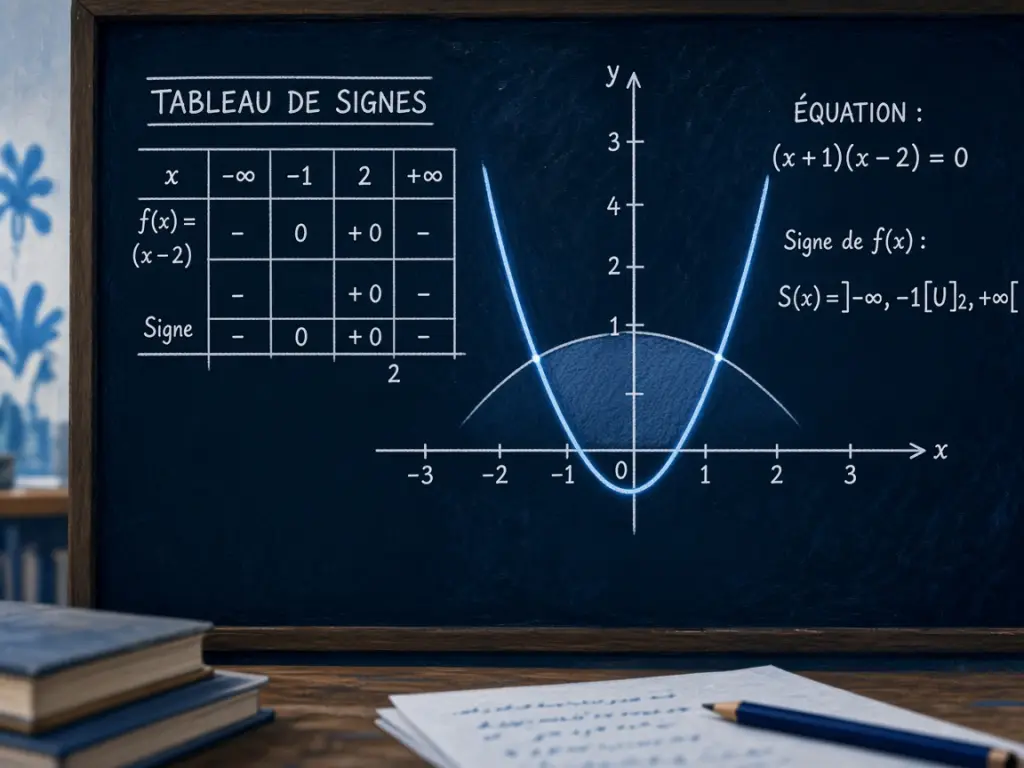 TABLEAU DE SIGNES
x −∞ −1 2 +∞
f(x) = − 0 + 0 −
(x − 2)
− + 0 −
Signe − 0 + 0 −
2
y
3
4
2
1
−3 −2 −1 0 1 2 3 x
ÉQUATION :
(x + 1)(x − 2) = 0
Signe de f(x) :
S(x) = ]−∞, −1[U]₂, +∞[